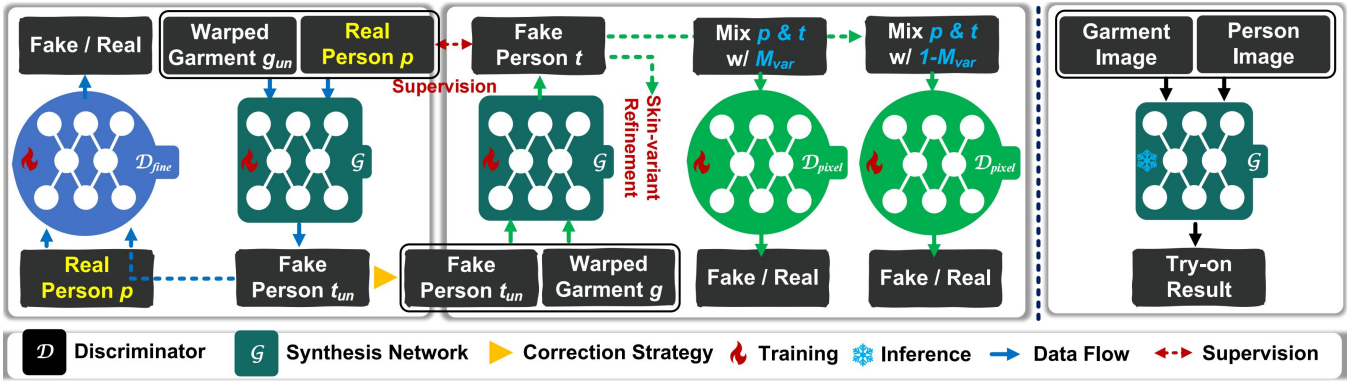 Fake / Real
Warped
Garment g_un
Real
Person p
Fake
Person t
Mix p & t
w/ M_var
Mix p & t
w/ 1-M_var
Garment
Image
Person
Image
Supervision
Skin-variant
Refinement
𝒟_fine
𝒢
𝒢
𝒟_pixel
𝒟_pixel
𝒢
Real
Person p
Fake
Person t_un
Fake
Person t_un
Warped
Garment g
Fake / Real
Fake / Real
Try-on
Result
𝒟 Discriminator
𝒢 Synthesis Network
Correction Strategy
Training
Inference
Data Flow
Supervision